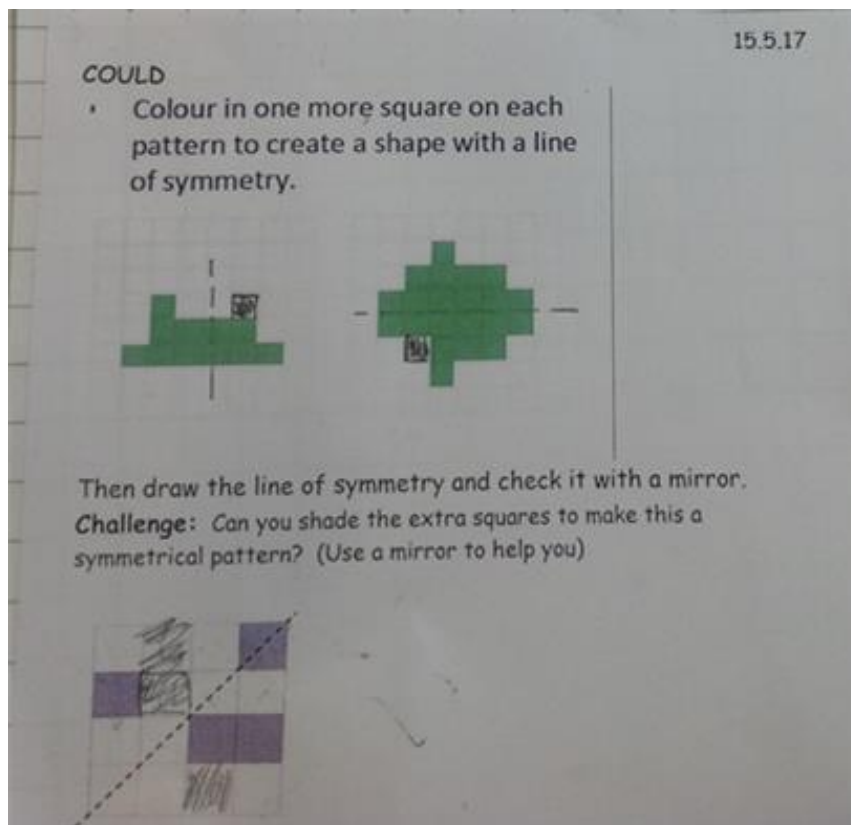 15.5.17
COULD
• Colour in one more square on each
pattern to create a shape with a line
of symmetry.
Then draw the line of symmetry and check it with a mirror.
Challenge: Can you shade the extra squares to make this a
symmetrical pattern? (Use a mirror to help you)